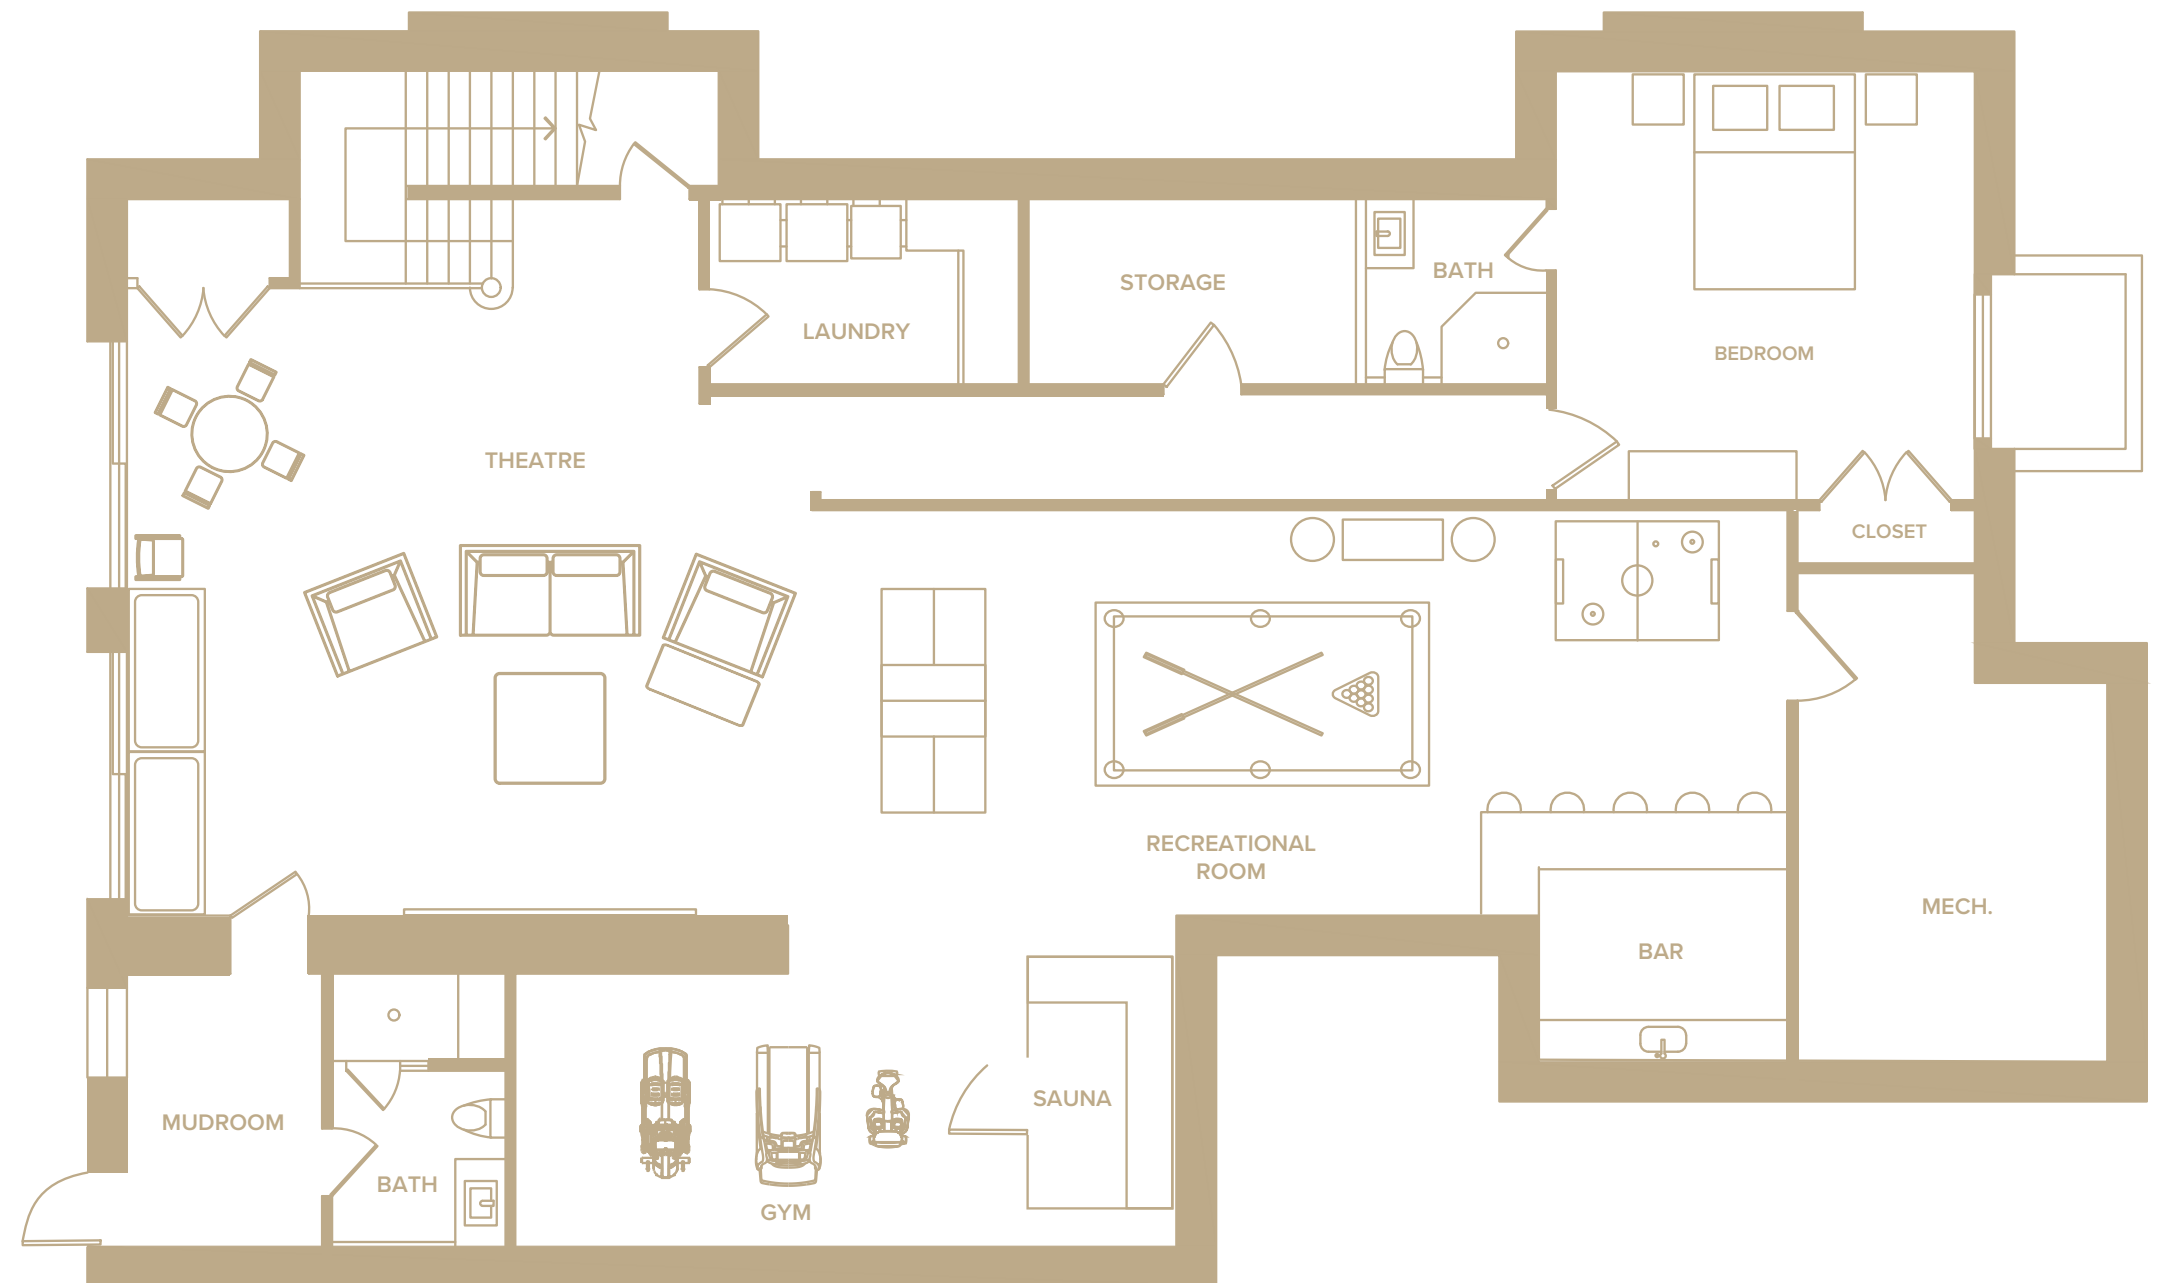 BATH
STORAGE
LAUNDRY
BEDROOM
THEATRE
CLOSET
RECREATIONAL
ROOM
MECH.
BAR
SAUNA
MUDROOM
BATH
GYM